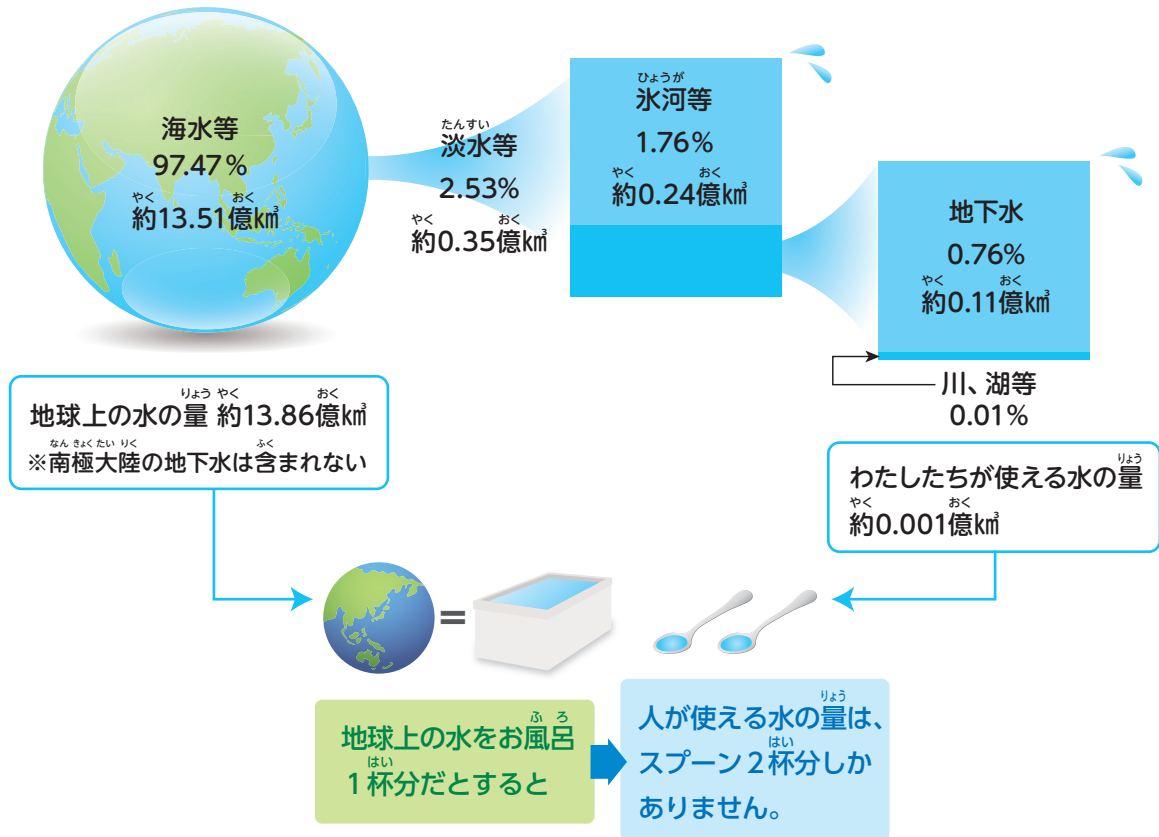 海水等
97.47%
約13.51億㎦
淡水等
2.53%
約0.35億㎦
氷河等
1.76%
約0.24億㎦
地下水
0.76%
約0.11億㎦
川、湖等
0.01%
地球上の水の量 約13.86億㎦
※南極大陸の地下水は含まれない
わたしたちが使える水の量
約0.001億㎦
=
地球上の水をお風呂
1杯分だとすると
人が使える水の量は、
スプーン2杯分しか
ありません。